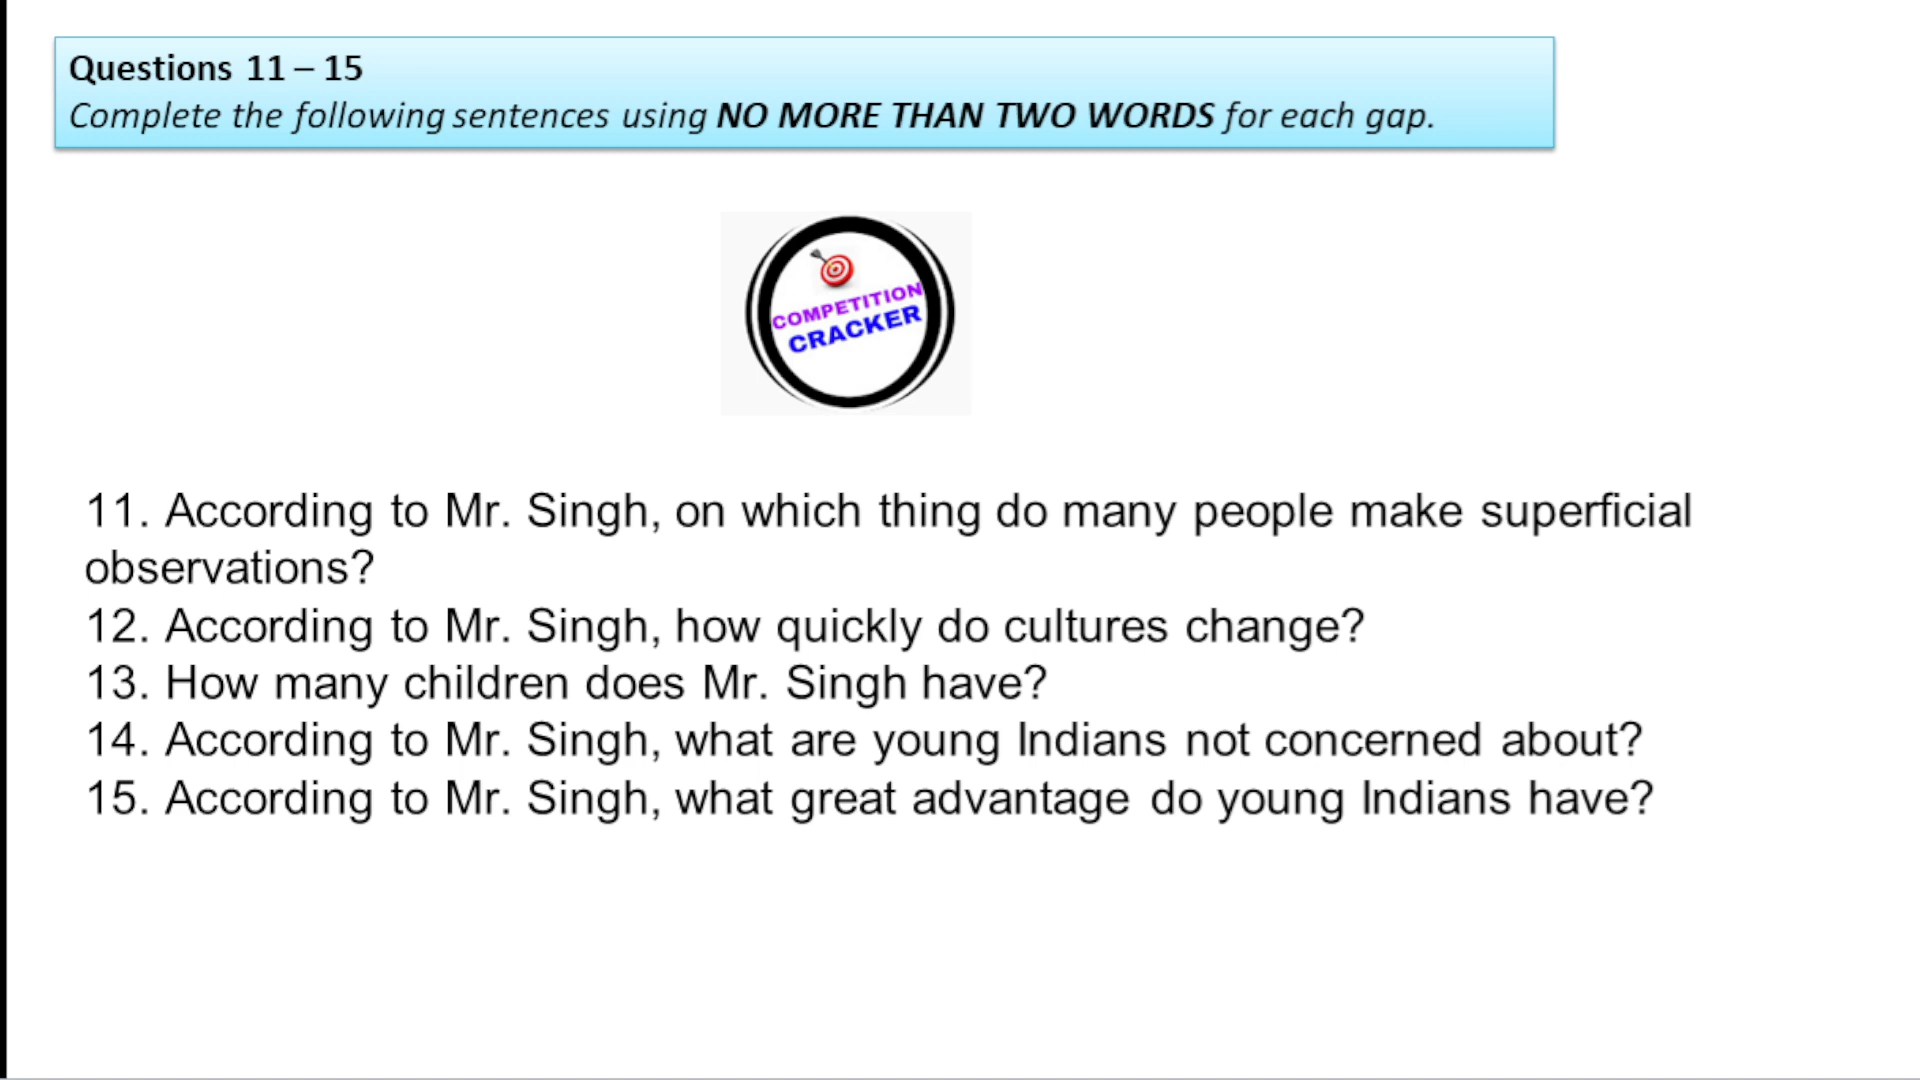 Questions 11 – 15
Complete the following sentences using NO MORE THAN TWO WORDS for each gap.
COMPETITION
CRACKER
11. According to Mr. Singh, on which thing do many people make superficial
observations?
12. According to Mr. Singh, how quickly do cultures change?
13. How many children does Mr. Singh have?
14. According to Mr. Singh, what are young Indians not concerned about?
15. According to Mr. Singh, what great advantage do young Indians have?